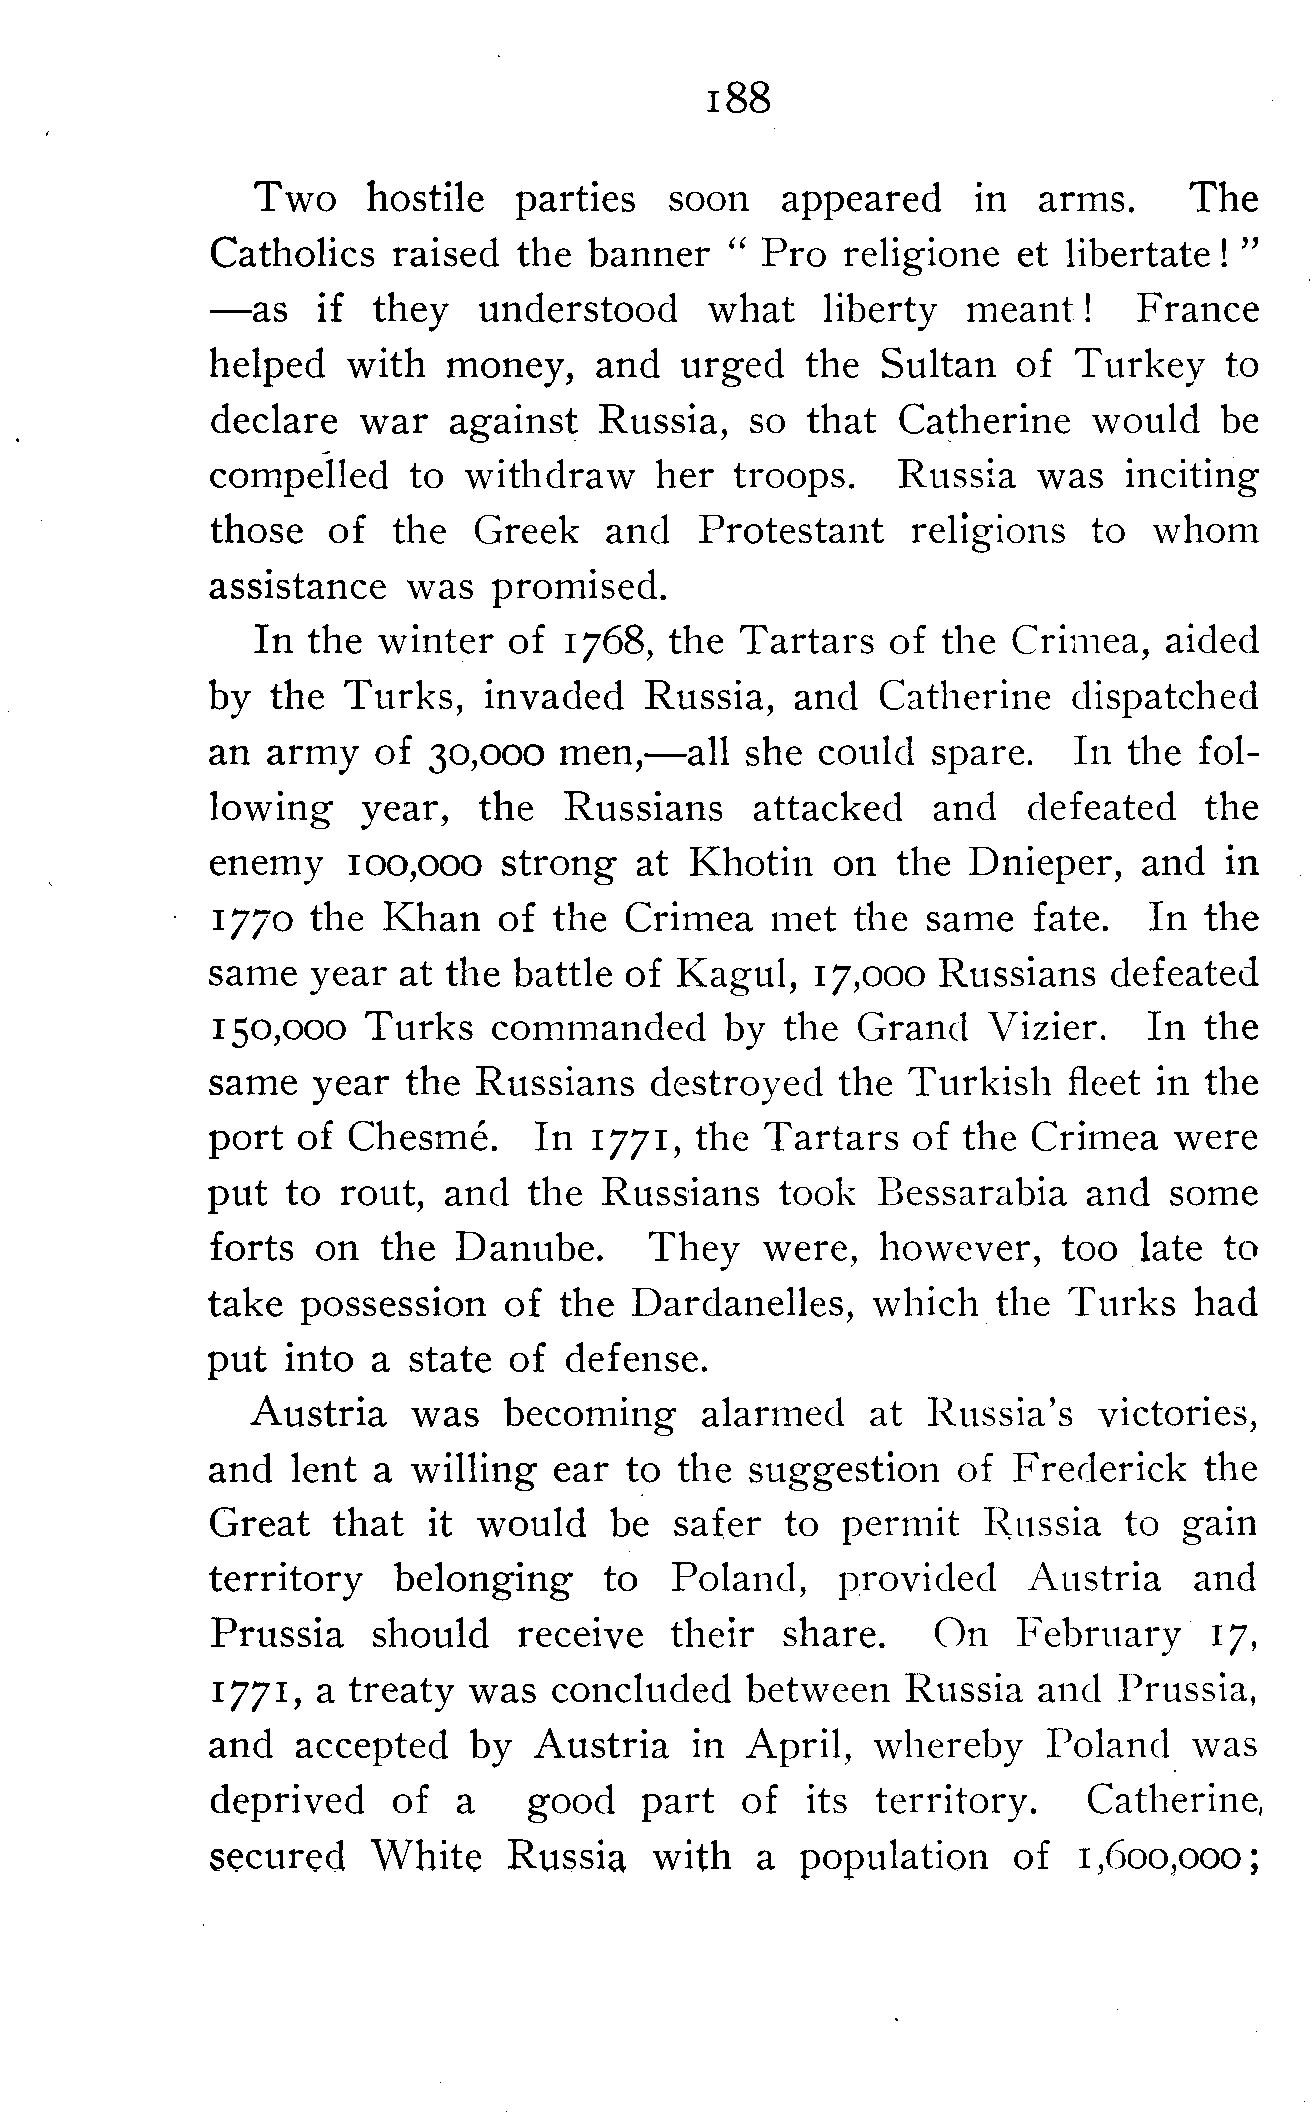 188
Two hostile parties soon appeared in arms. The
Catholics raised the banner “ Pro religione et libertate! ”
—as if they understood what liberty meant! France
helped with money, and urged the Sultan of Turkey to
declare war against Russia, so that Catherine would be
compelled to withdraw her troops. Russia was inciting
those of the Greek and Protestant religions to whom
assistance was promised.
In the winter of 1768, the Tartars of the Crimea, aided
by the Turks, invaded Russia, and Catherine dispatched
an army of 30,000 men,—all she could spare. In the fol-
lowing year, the Russians attacked and defeated the
enemy 100,000 strong at Khotin on the Dnieper, and in
1770 the Khan of the Crimea met the same fate. In the
same year at the battle of Kagul, 17,000 Russians defeated
150,000 Turks commanded by the Grand Vizier. In the
same year the Russians destroyed the Turkish fleet in the
port of Chesmé. In 1771, the Tartars of the Crimea were
put to rout, and the Russians took Bessarabia and some
forts on the Danube. They were, however, too late to
take possession of the Dardanelles, which the Turks had
put into a state of defense.
Austria was becoming alarmed at Russia’s victories,
and lent a willing ear to the suggestion of Frederick the
Great that it would be safer to permit Russia to gain
territory belonging to Poland, provided Austria and
Prussia should receive their share. On February 17,
1771, a treaty was concluded between Russia and Prussia,
and accepted by Austria in April, whereby Poland was
deprived of a good part of its territory. Catherine,
secured White Russia with a population of 1,600,000;